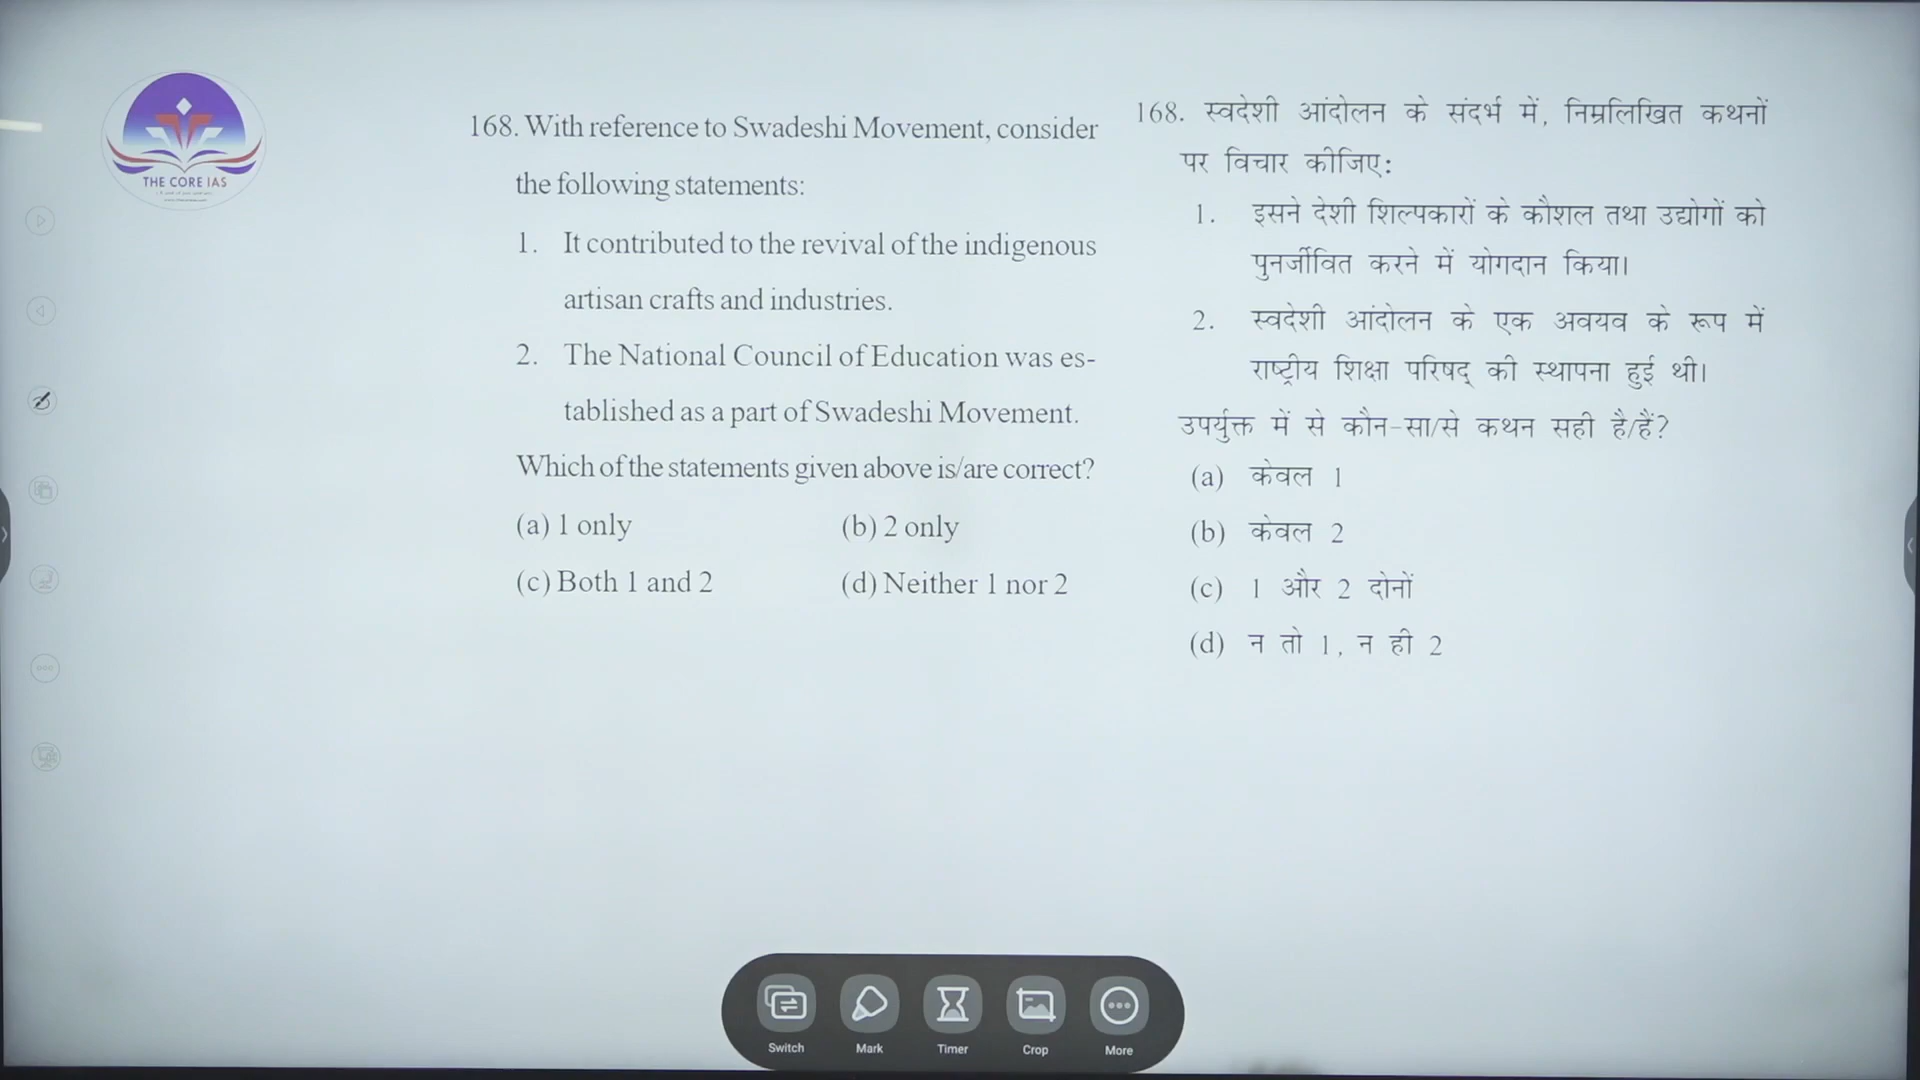 THE CORE IAS
168. With reference to Swadeshi Movement, consider
the following statements:
1. It contributed to the revival of the indigenous
artisan crafts and industries.
2. The National Council of Education was es-
tablished as a part of Swadeshi Movement.
Which of the statements given above is/are correct?
(a) 1 only (b) 2 only
(c) Both 1 and 2 (d) Neither 1 nor 2
168. स्वदेशी आंदोलन के संदर्भ में, निम्नलिखित कथनों
पर विचार कीजिए:
1. इसने देशी शिल्पकारों के कौशल तथा उद्योगों को
पुनर्जीवित करने में योगदान किया।
2. स्वदेशी आंदोलन के एक अवयव के रूप में
राष्ट्रीय शिक्षा परिषद् की स्थापना हुई थी।
उपर्युक्त में से कौन-सा/से कथन सही है/हैं?
(a) केवल 1
(b) केवल 2
(c) 1 और 2 दोनों
(d) न तो 1, न ही 2
Switch Mark Timer Crop More